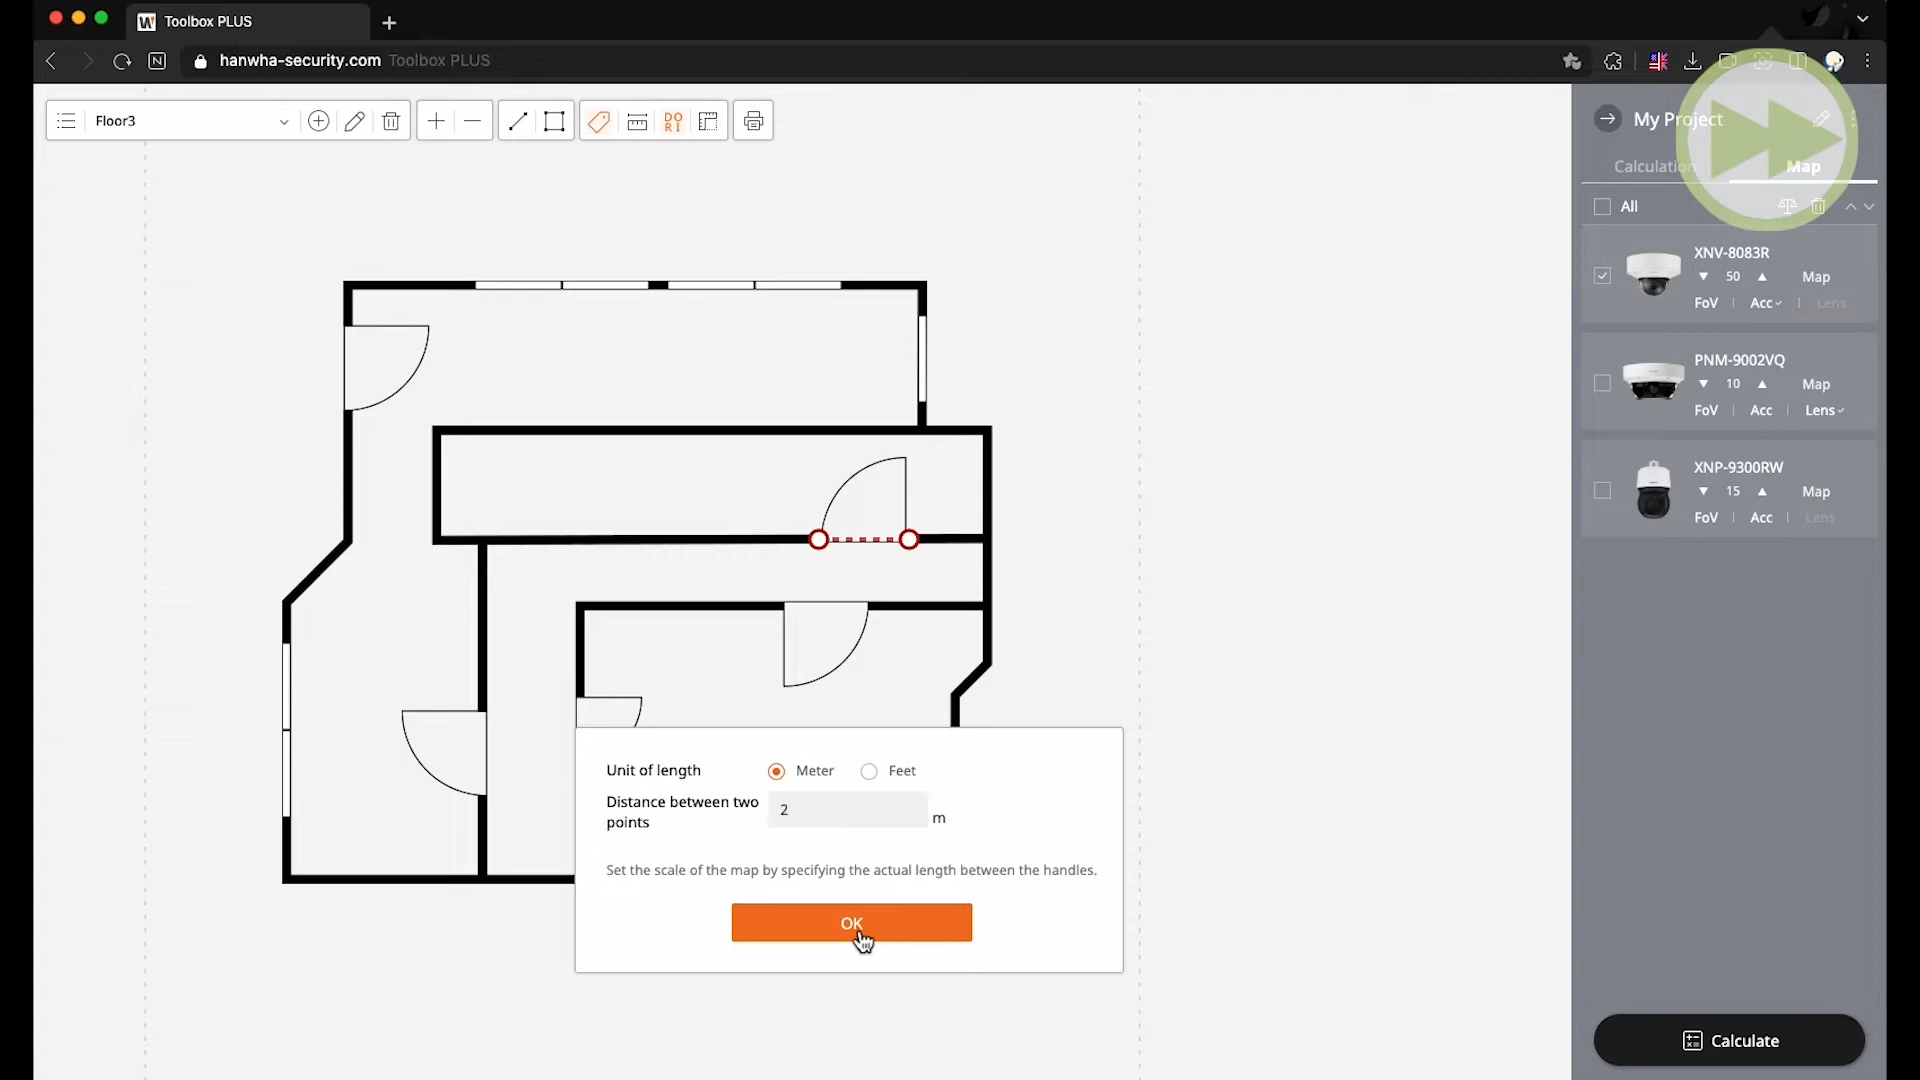 Toolbox PLUS
hanwha-security.com Toolbox PLUS
Floor3
DO
RI
My Project
Calculation
Map
All
XNV-8083R
50
Map
FoV
Acc
Lens
PNM-9002VQ
10
Map
FoV
Acc
Lens
XNP-9300RW
15
Map
FoV
Acc
Lens
Unit of length
Meter
Feet
Distance between two
points
2
m
Set the scale of the map by specifying the actual length between the handles.
OK
Calculate